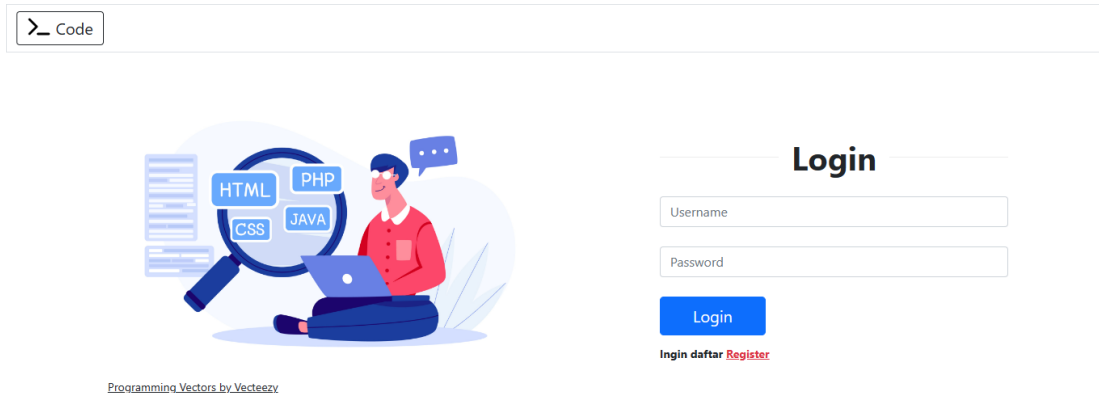 Code
HTML
PHP
CSS
JAVA
Login
Username
Password
Login
Ingin daftar Register
Programming Vectors by Vecteezy